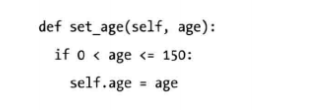 def set_age(self, age):
if 0 < age <= 150:
self.age = age